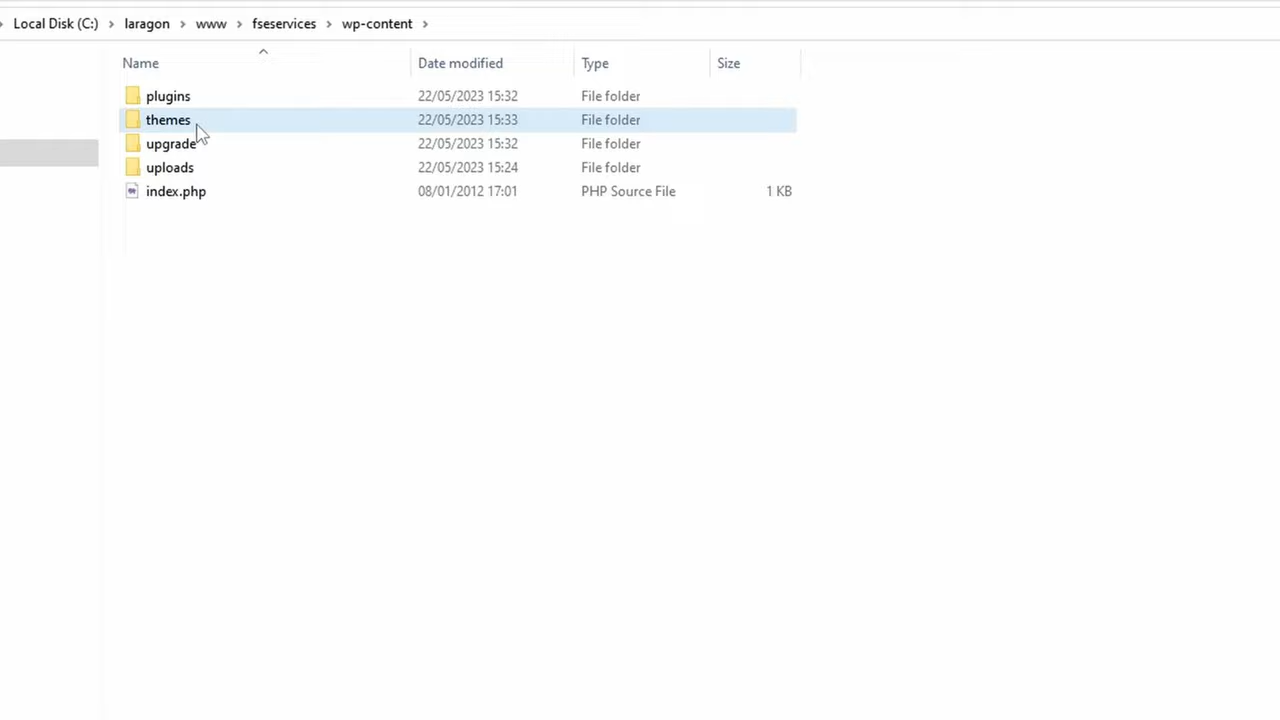 Local Disk (C:) > laragon > www > fseservices > wp-content >
Name Date modified Type Size
plugins 22/05/2023 15:32 File folder
themes 22/05/2023 15:33 File folder
upgrade 22/05/2023 15:32 File folder
uploads 22/05/2023 15:24 File folder
index.php 08/01/2012 17:01 PHP Source File 1 KB